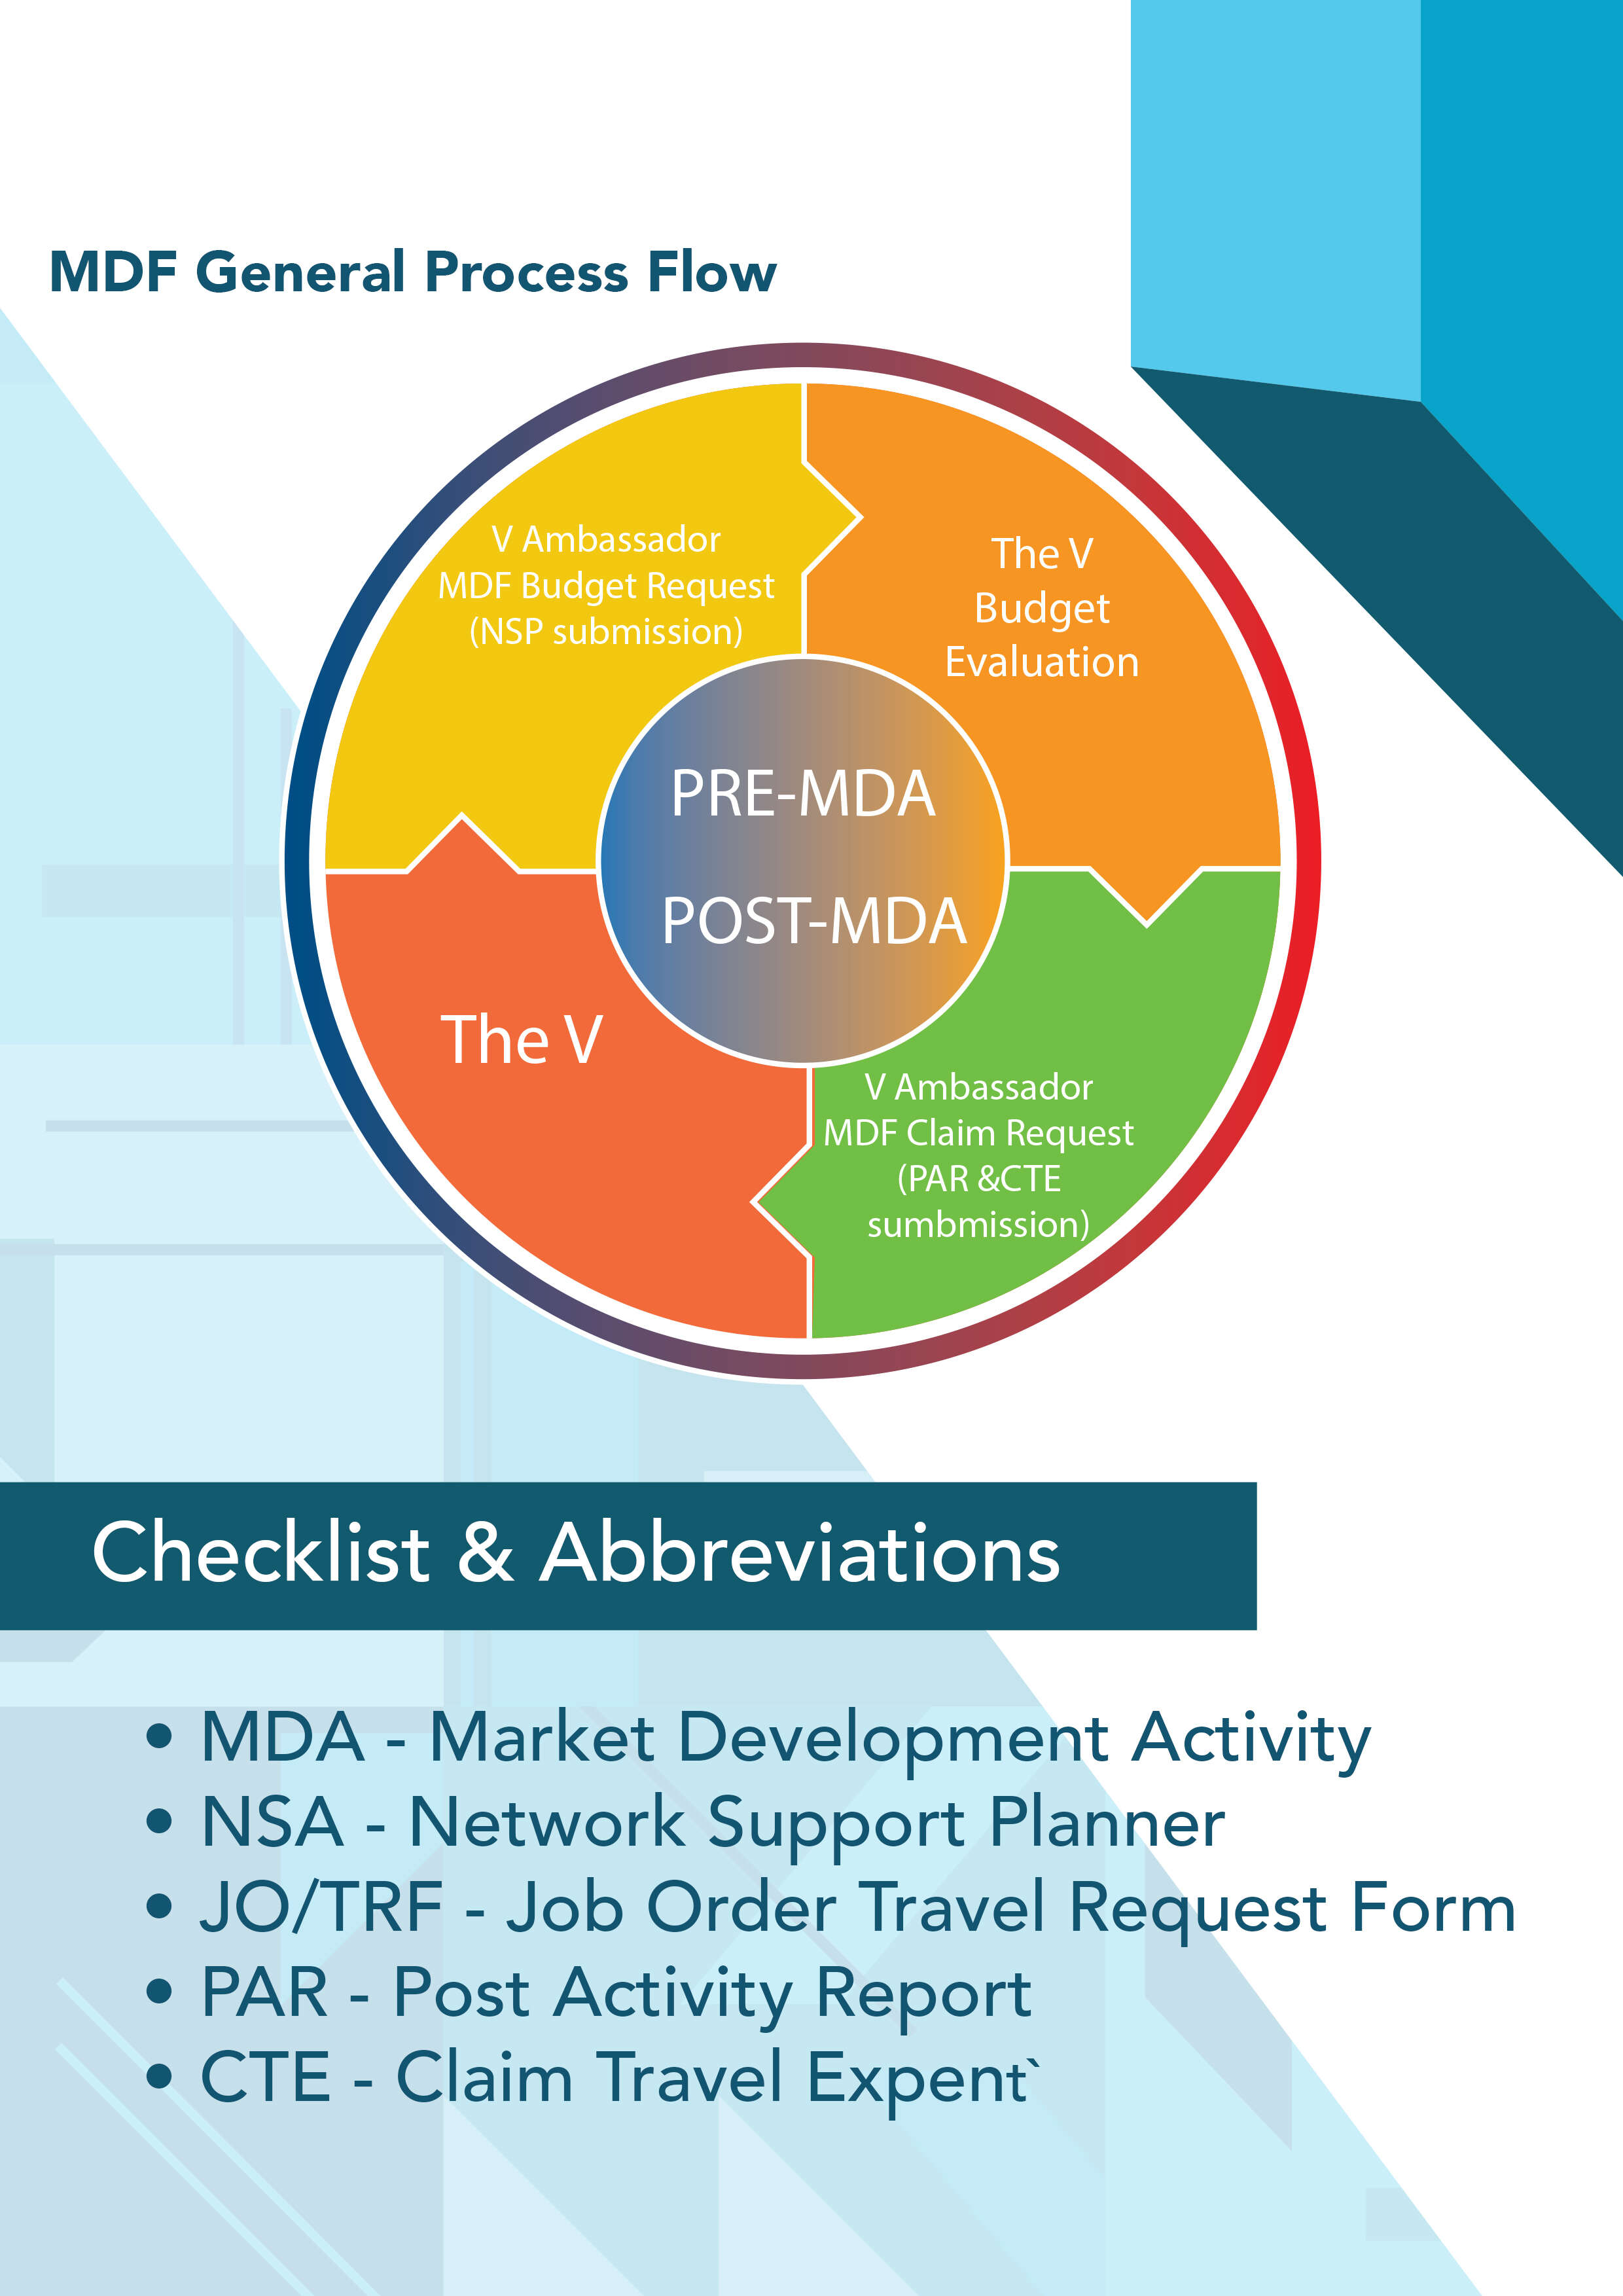 MDF General Process Flow
V Ambassador
MDF Budget Request
(NSP submission)
The V
Budget
Evaluation
PRE-MDA
POST-MDA
The V
V Ambassador
MDF Claim Request
(PAR &CTE
sumbmission)
Checklist & Abbreviations
• MDA - Market Development Activity
• NSA - Network Support Planner
• JO/TRF - Job Order Travel Request Form
• PAR - Post Activity Report
• CTE - Claim Travel Expent`